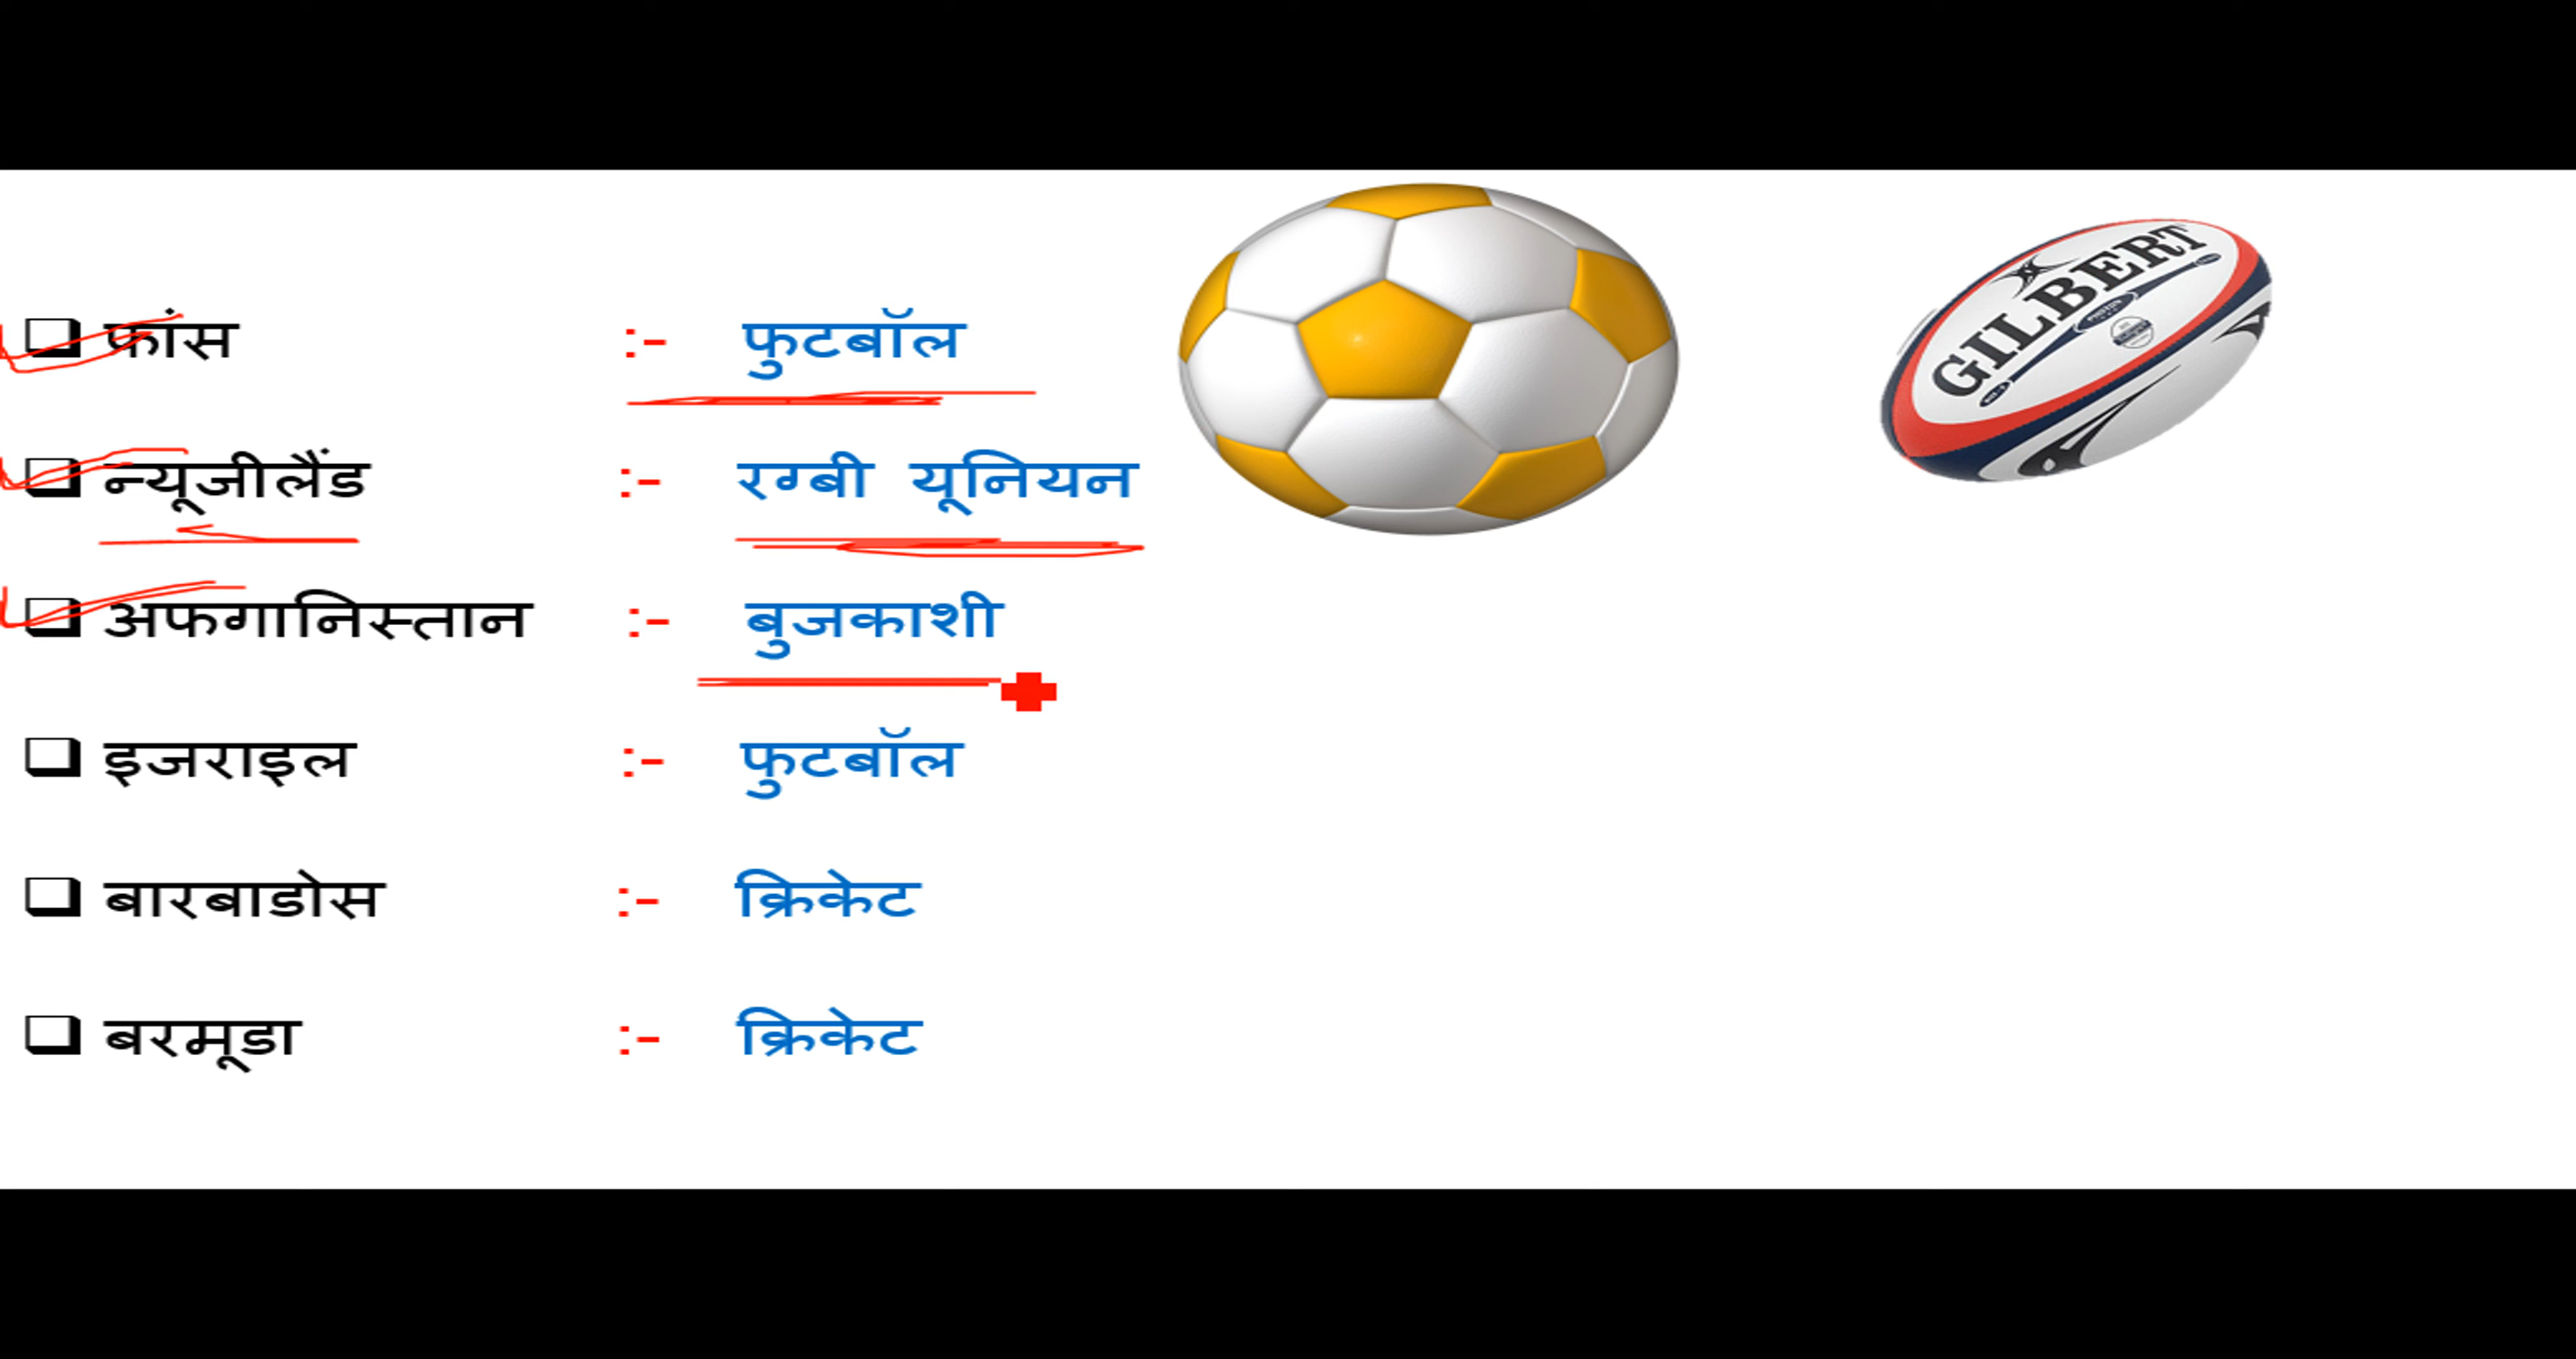 फांस :- फुटबॉल
न्यूजीलैंड :- रग्बी यूनियन
अफगानिस्तान :- बुजकाशी
इजराइल :- फुटबॉल
बारबाडोस :- क्रिकेट
बरमूडा :- क्रिकेट
GILBERT